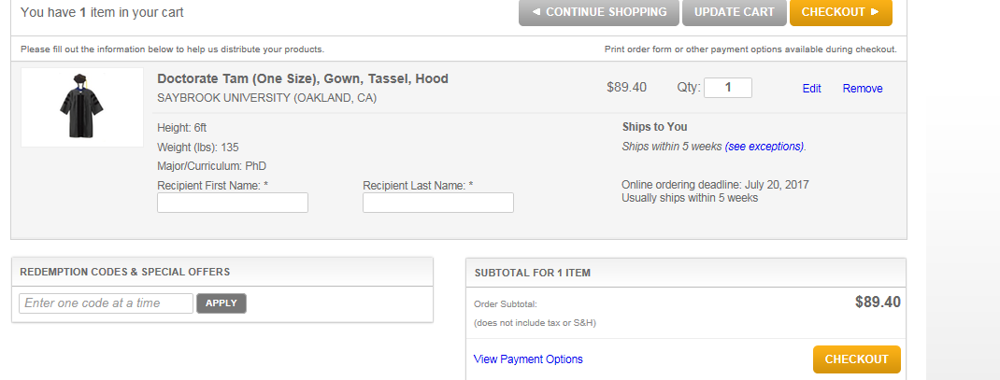 You have 1 item in your cart
◄ CONTINUE SHOPPING
UPDATE CART
CHECKOUT ►
Please fill out the information below to help us distribute your products.
Print order form or other payment options available during checkout.
Doctorate Tam (One Size), Gown, Tassel, Hood
SAYBROOK UNIVERSITY (OAKLAND, CA)
$89.40
Qty: 1
Edit
Remove
Height: 6ft
Weight (lbs): 135
Major/Curriculum: PhD
Recipient First Name: *
Recipient Last Name: *
Ships to You
Ships within 5 weeks (see exceptions).
Online ordering deadline: July 20, 2017
Usually ships within 5 weeks
REDEMPTION CODES & SPECIAL OFFERS
Enter one code at a time
APPLY
SUBTOTAL FOR 1 ITEM
Order Subtotal:
$89.40
(does not include tax or S&H)
View Payment Options
CHECKOUT